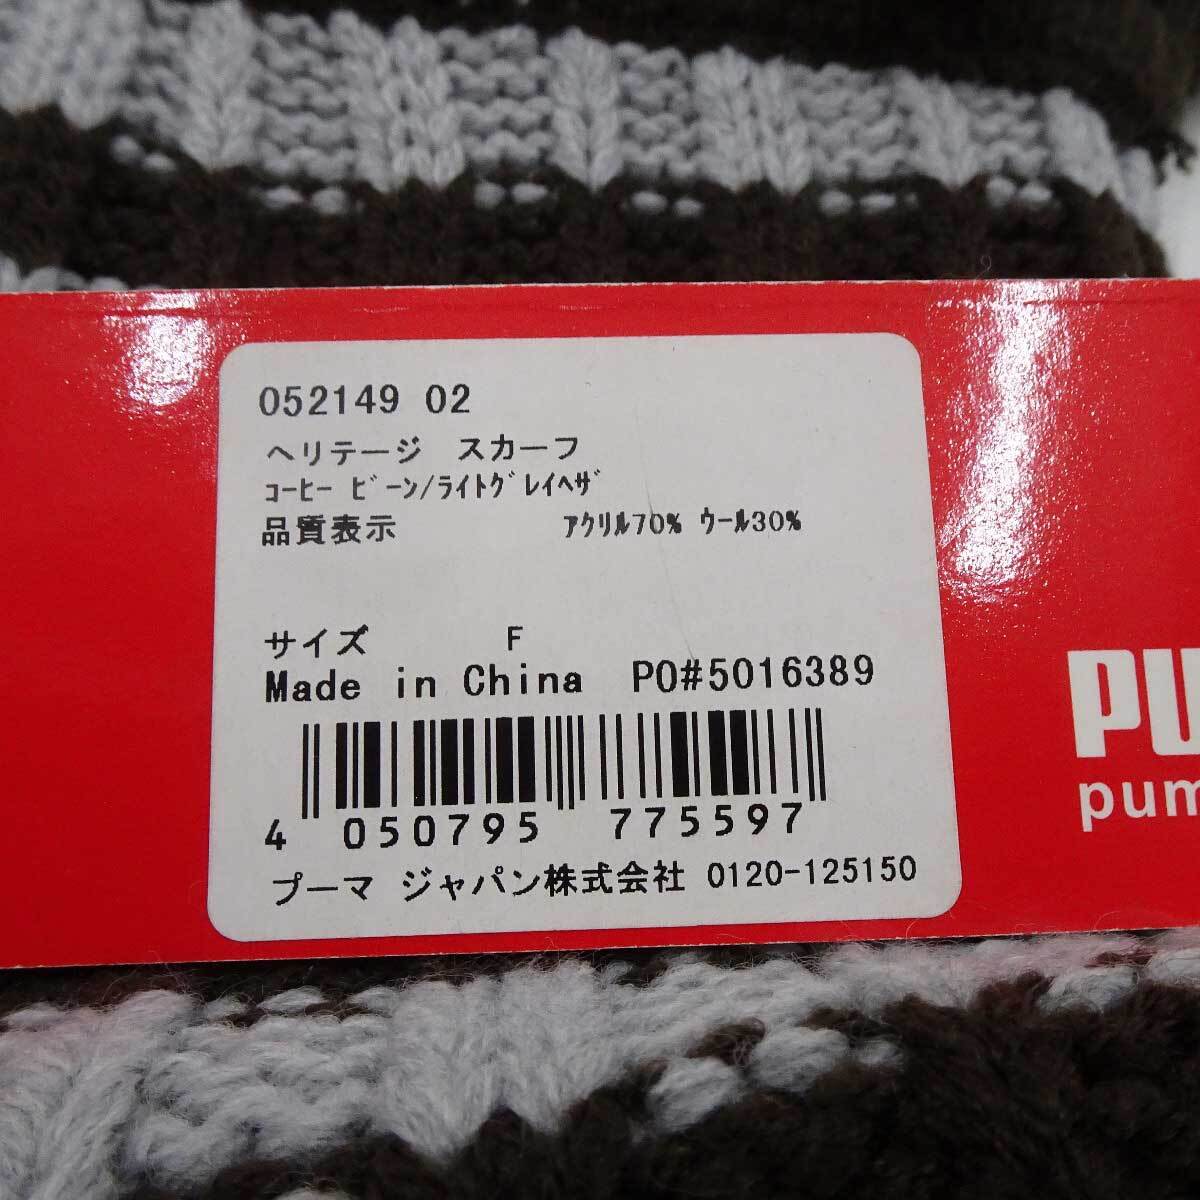 052149 02
ヘリテージ スカーフ
ｺｰﾋｰ ﾋﾞｰﾝ/ﾗｲﾄｸﾞﾚｲﾍｻﾞ
品質表示 ｱｸﾘﾙ70% ｳｰﾙ30%
サイズ F
Made in China PO#5016389
4 050795 775597
プーマ ジャパン株式会社 0120-125150
PU
pum